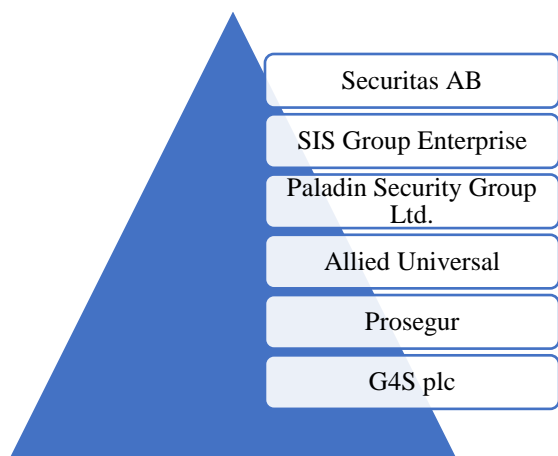 Securitas AB
SIS Group Enterprise
Paladin Security Group
Ltd.
Allied Universal
Prosegur
G4S plc